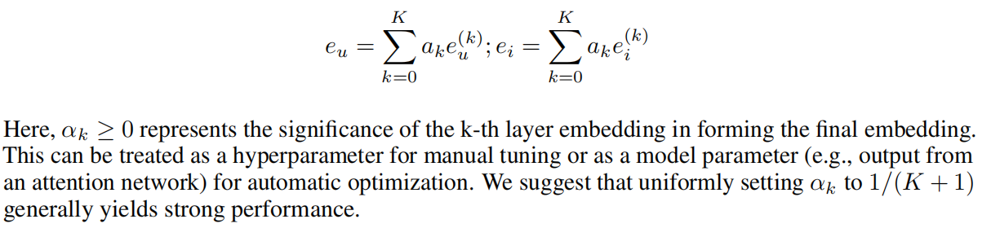 $e_u = \sum_{k=0}^{K} a_k e_u^{(k)}; e_i = \sum_{k=0}^{K} a_k e_i^{(k)}$
Here, $\alpha_k \geq 0$ represents the significance of the k-th layer embedding in forming the final embedding.
This can be treated as a hyperparameter for manual tuning or as a model parameter (e.g., output from
an attention network) for automatic optimization. We suggest that uniformly setting $\alpha_k$ to $1/(K+1)$
generally yields strong performance.